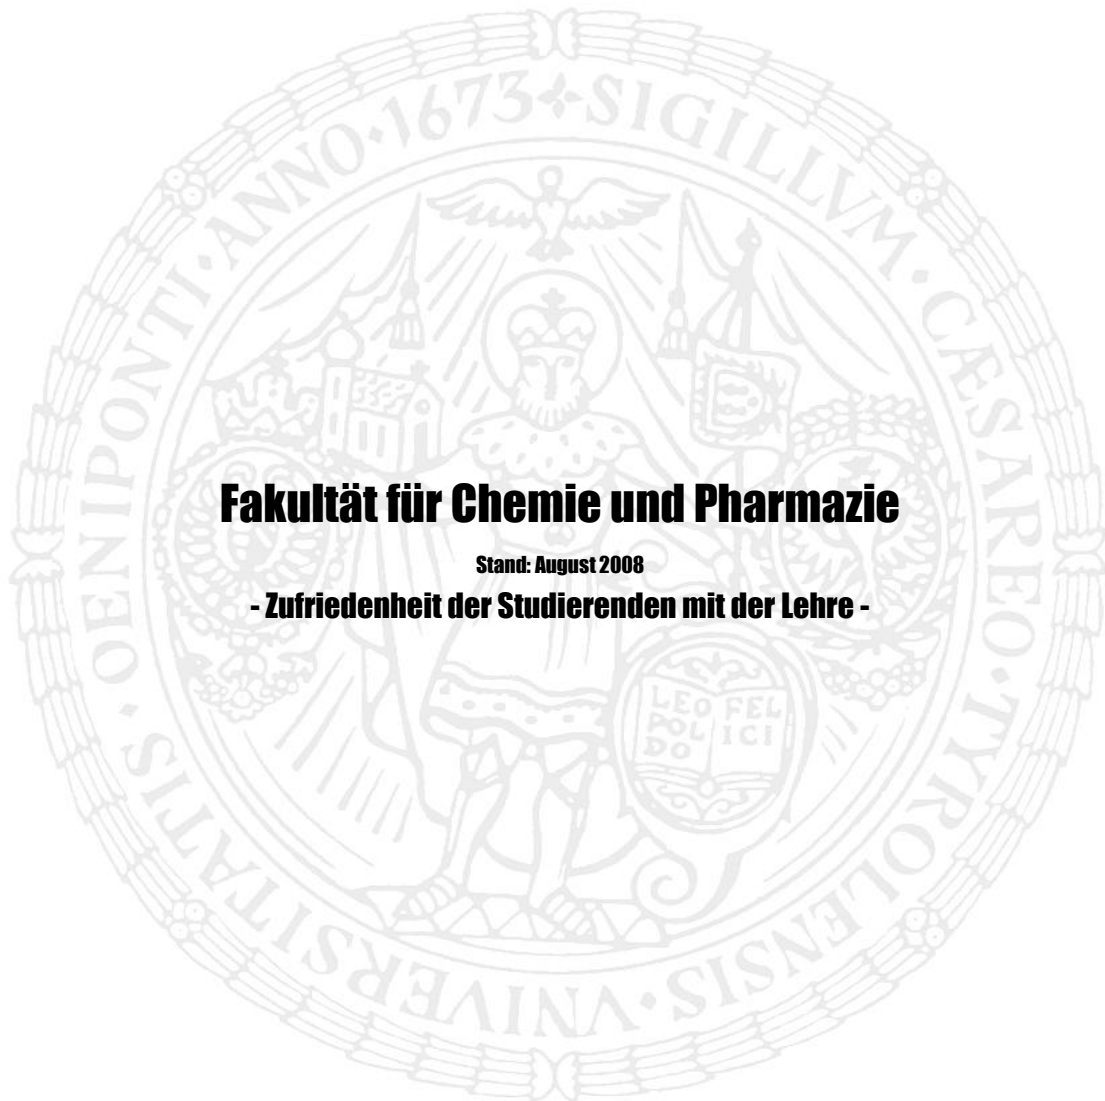 Fakultät für Chemie und Pharmazie
Stand: August 2008
- Zufriedenheit der Studierenden mit der Lehre -
1673 SIGILLVM · CÆSAREO · TYROLENSIS · VNIVERSITATIS · OENIPONTI · ANNO ·
LEO FEL
POL ICI
DO